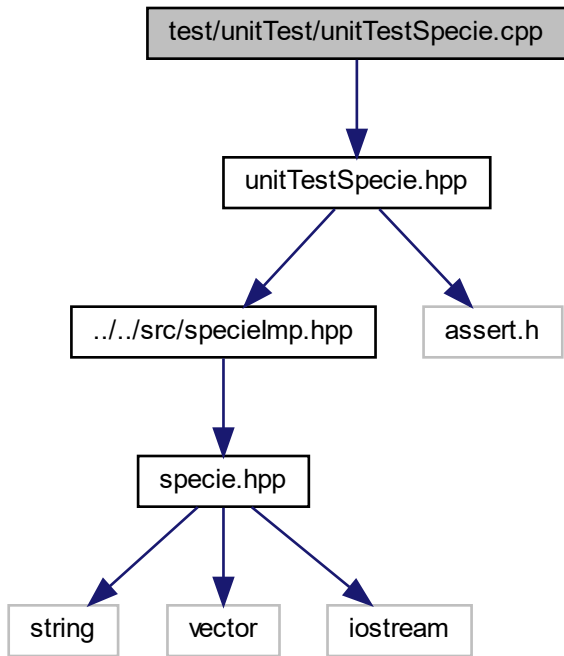 test/unitTest/unitTestSpecie.cpp
unitTestSpecie.hpp
../../src/specieImp.hpp
assert.h
specie.hpp
string
vector
iostream